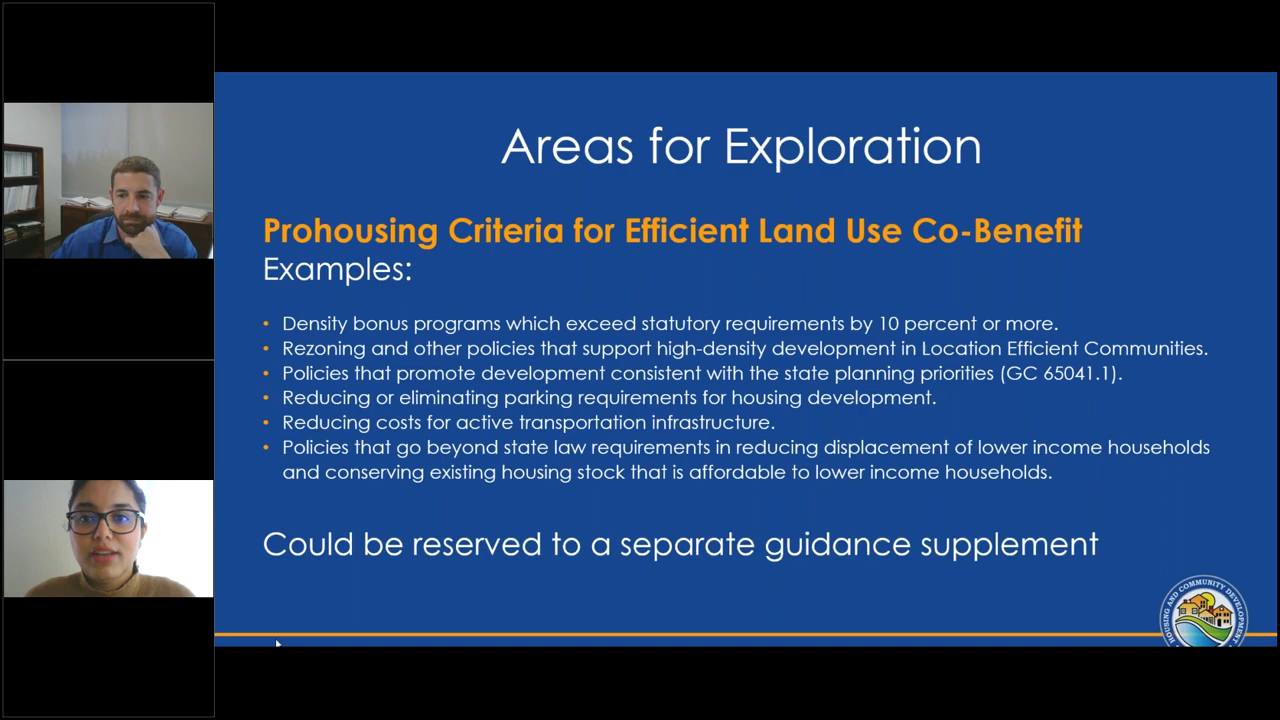 Areas for Exploration
Prohousing Criteria for Efficient Land Use Co-Benefit
Examples:
• Density bonus programs which exceed statutory requirements by 10 percent or more.
• Rezoning and other policies that support high-density development in Location Efficient Communities.
• Policies that promote development consistent with the state planning priorities (GC 65041.1).
• Reducing or eliminating parking requirements for housing development.
• Reducing costs for active transportation infrastructure.
• Policies that go beyond state law requirements in reducing displacement of lower income households
and conserving existing housing stock that is affordable to lower income households.
Could be reserved to a separate guidance supplement
HOUSING AND COMMUNITY DEVELOPMENT